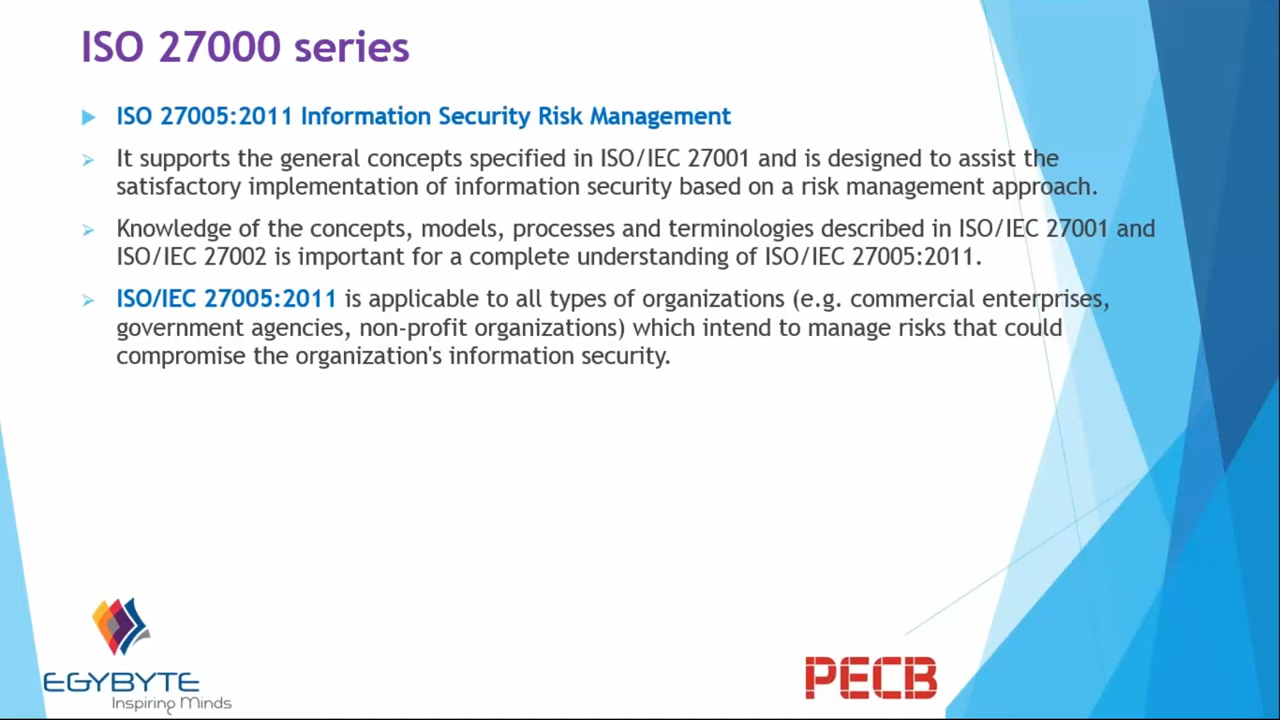 ISO 27000 series
ISO 27005:2011 Information Security Risk Management
It supports the general concepts specified in ISO/IEC 27001 and is designed to assist the
satisfactory implementation of information security based on a risk management approach.
Knowledge of the concepts, models, processes and terminologies described in ISO/IEC 27001 and
ISO/IEC 27002 is important for a complete understanding of ISO/IEC 27005:2011.
ISO/IEC 27005:2011 is applicable to all types of organizations (e.g. commercial enterprises,
government agencies, non-profit organizations) which intend to manage risks that could
compromise the organization's information security.
EGYBYTE
Inspiring Minds
PECB